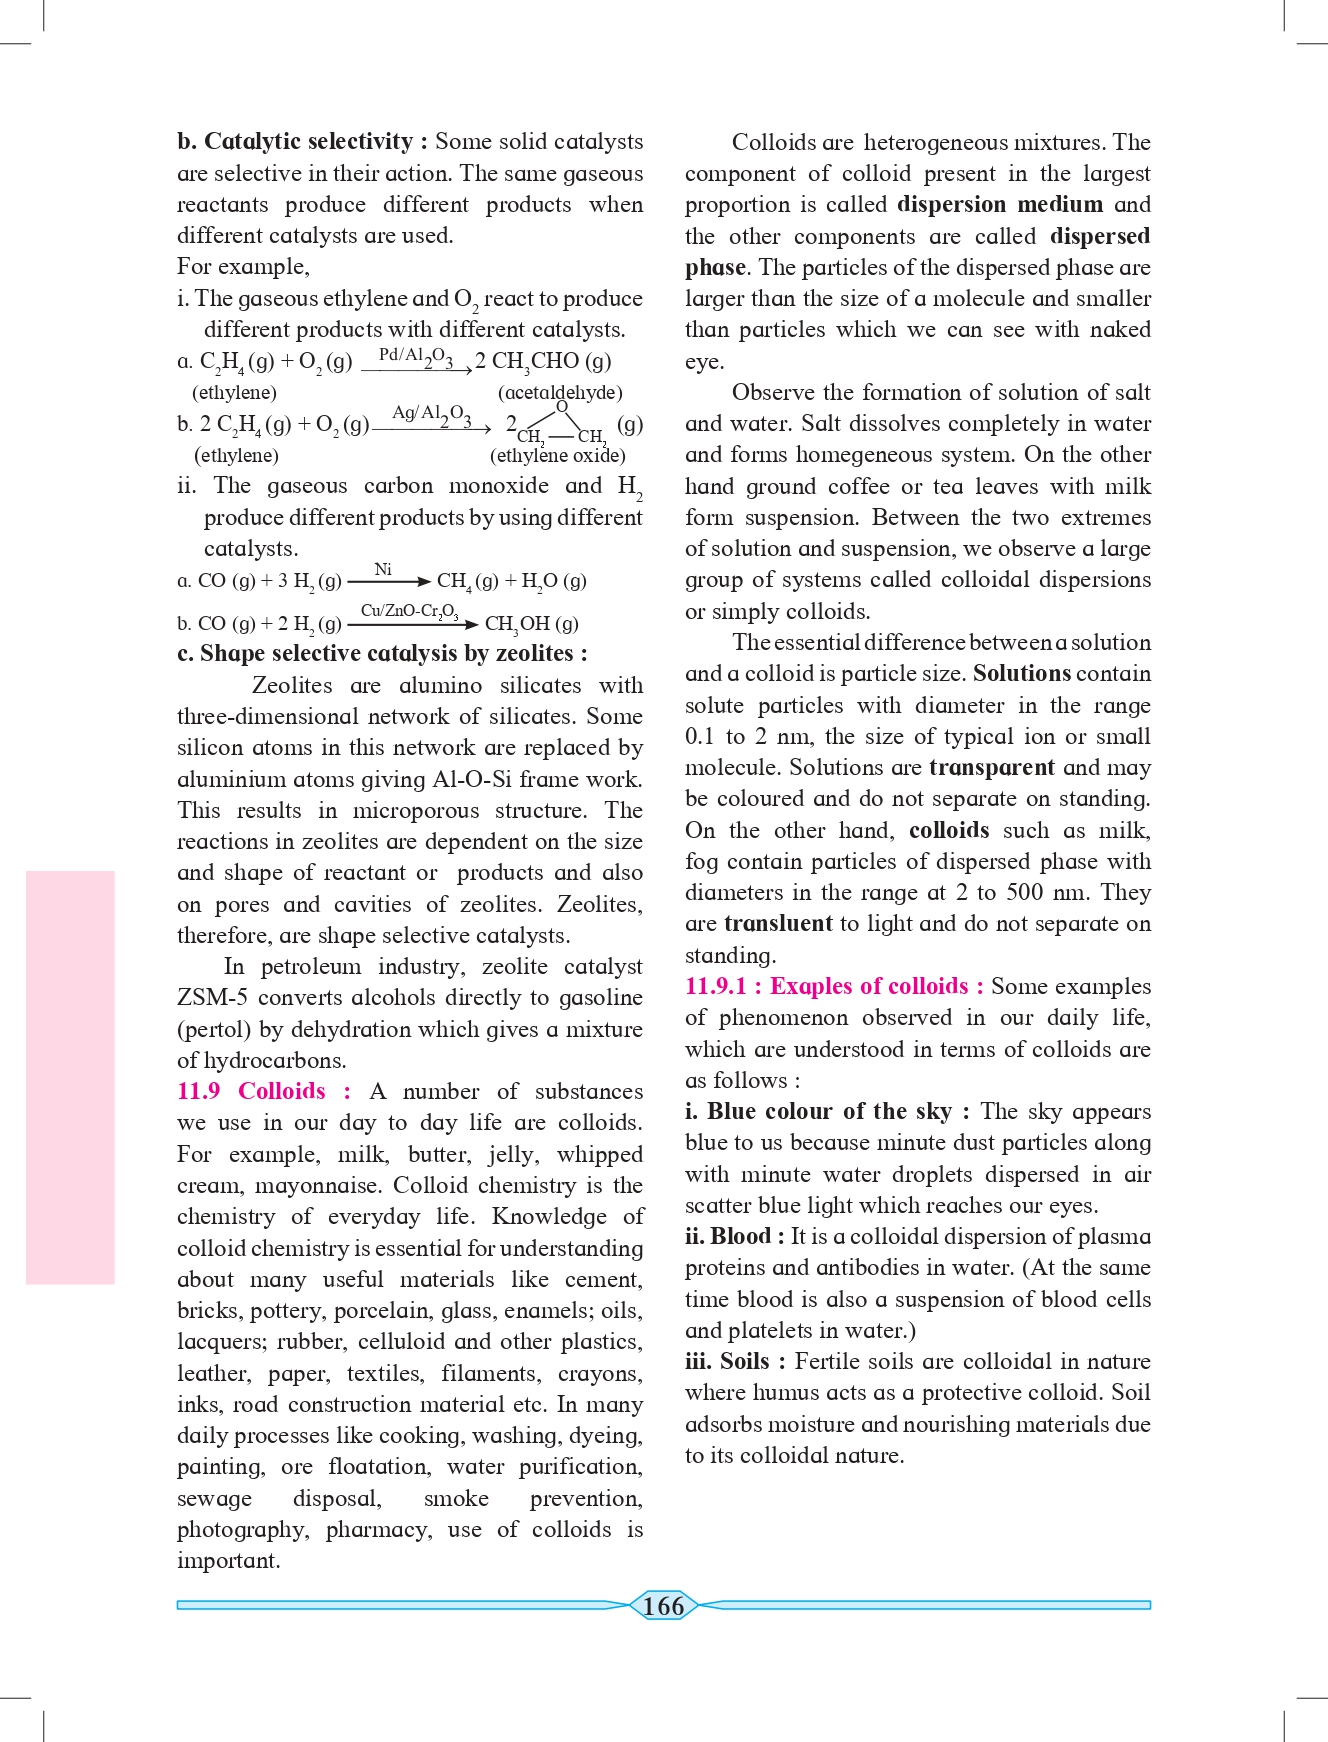 b. Catalytic selectivity : Some solid catalysts
are selective in their action. The same gaseous
reactants produce different products when
different catalysts are used.
For example,
i. The gaseous ethylene and O₂ react to produce
different products with different catalysts.
a. C₂H₄ (g) + O₂ (g) Pd/Al₂O₃ → 2 CH₃CHO (g)
(ethylene) (acetaldehyde)
b. 2 C₂H₄ (g) + O₂ (g) Ag/Al₂O₃ → 2 CH₂ — CH₂ O (g)
(ethylene) (ethylene oxide)
ii. The gaseous carbon monoxide and H₂
produce different products by using different
catalysts.
a. CO (g) + 3 H₂ (g) Ni → CH₄ (g) + H₂O (g)
b. CO (g) + 2 H₂ (g) Cu/ZnO-Cr₂O₃ → CH₃OH (g)
c. Shape selective catalysis by zeolites :
Zeolites are alumino silicates with
three-dimensional network of silicates. Some
silicon atoms in this network are replaced by
aluminium atoms giving Al-O-Si frame work.
This results in microporous structure. The
reactions in zeolites are dependent on the size
and shape of reactant or products and also
on pores and cavities of zeolites. Zeolites,
therefore, are shape selective catalysts.
In petroleum industry, zeolite catalyst
ZSM-5 converts alcohols directly to gasoline
(pertol) by dehydration which gives a mixture
of hydrocarbons.
11.9 Colloids : A number of substances
we use in our day to day life are colloids.
For example, milk, butter, jelly, whipped
cream, mayonnaise. Colloid chemistry is the
chemistry of everyday life. Knowledge of
colloid chemistry is essential for understanding
about many useful materials like cement,
bricks, pottery, porcelain, glass, enamels; oils,
lacquers; rubber, celluloid and other plastics,
leather, paper, textiles, filaments, crayons,
inks, road construction material etc. In many
daily processes like cooking, washing, dyeing,
painting, ore floatation, water purification,
sewage disposal, smoke prevention,
photography, pharmacy, use of colloids is
important.
Colloids are heterogeneous mixtures. The
component of colloid present in the largest
proportion is called dispersion medium and
the other components are called dispersed
phase. The particles of the dispersed phase are
larger than the size of a molecule and smaller
than particles which we can see with naked
eye.
Observe the formation of solution of salt
and water. Salt dissolves completely in water
and forms homegeneous system. On the other
hand ground coffee or tea leaves with milk
form suspension. Between the two extremes
of solution and suspension, we observe a large
group of systems called colloidal dispersions
or simply colloids.
The essential difference between a solution
and a colloid is particle size. Solutions contain
solute particles with diameter in the range
0.1 to 2 nm, the size of typical ion or small
molecule. Solutions are transparent and may
be coloured and do not separate on standing.
On the other hand, colloids such as milk,
fog contain particles of dispersed phase with
diameters in the range at 2 to 500 nm. They
are transluent to light and do not separate on
standing.
11.9.1 : Exaples of colloids : Some examples
of phenomenon observed in our daily life,
which are understood in terms of colloids are
as follows :
i. Blue colour of the sky : The sky appears
blue to us because minute dust particles along
with minute water droplets dispersed in air
scatter blue light which reaches our eyes.
ii. Blood : It is a colloidal dispersion of plasma
proteins and antibodies in water. (At the same
time blood is also a suspension of blood cells
and platelets in water.)
iii. Soils : Fertile soils are colloidal in nature
where humus acts as a protective colloid. Soil
adsorbs moisture and nourishing materials due
to its colloidal nature.
166